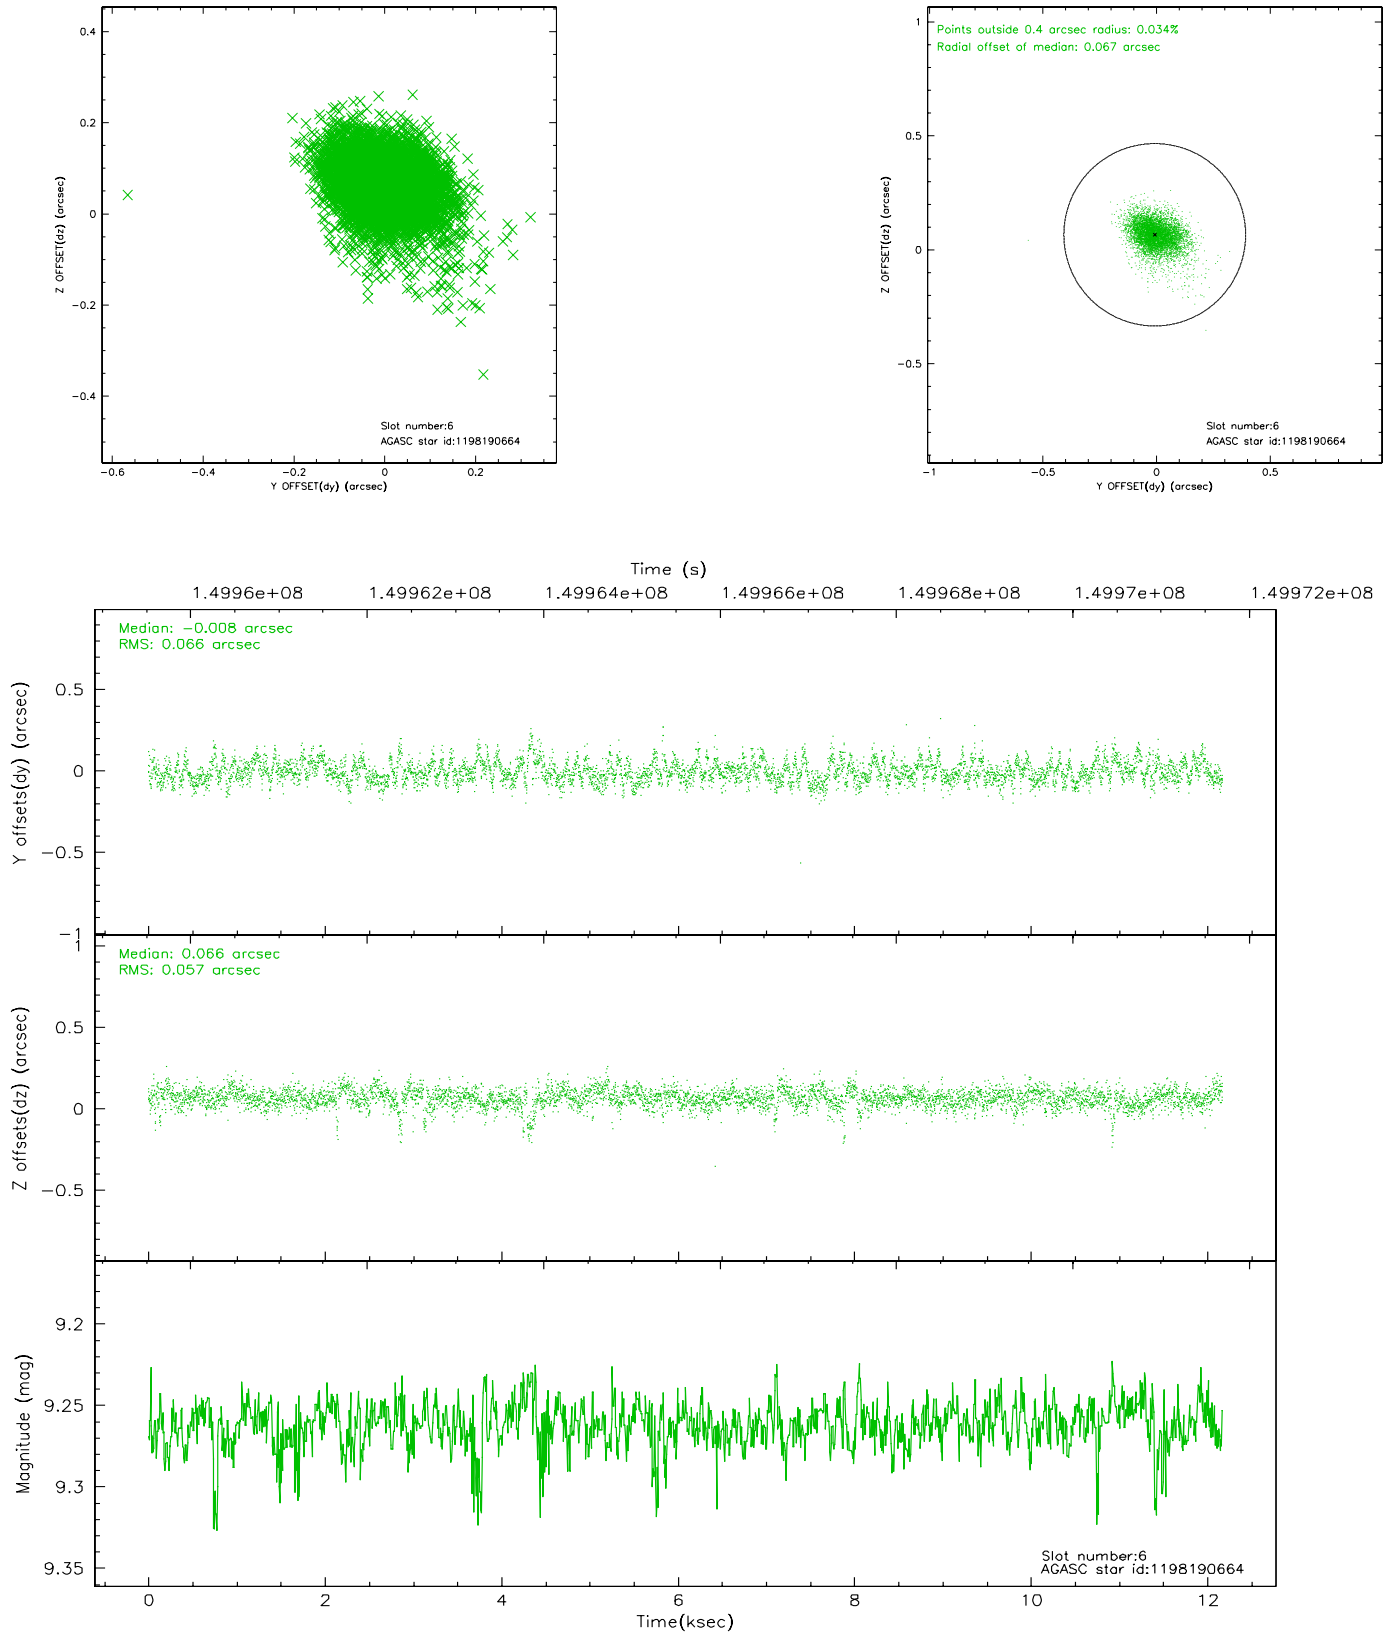 0.4
0.2
0
−0.2
−0.4
Z OFFSET(dz) (arcsec)
Slot number:6
AGASC star id:1198190664
−0.6 −0.4 −0.2 0 0.2
Y OFFSET(dy) (arcsec)
Points outside 0.4 arcsec radius: 0.034%
Radial offset of median: 0.067 arcsec
1
0.5
0
−0.5
Z OFFSET(dz) (arcsec)
Slot number:6
AGASC star id:1198190664
−1 −0.5 0 0.5
Y OFFSET(dy) (arcsec)
Time (s)
1.4996e+08 1.49962e+08 1.49964e+08 1.49966e+08 1.49968e+08 1.4997e+08 1.49972e+08
Median: −0.008 arcsec
RMS: 0.066 arcsec
0.5
0
−0.5
−1
Y offsets(dy) (arcsec)
Median: 0.066 arcsec
RMS: 0.057 arcsec
1
0.5
0
−0.5
Z offsets(dz) (arcsec)
9.2
9.25
9.3
9.35
Magnitude (mag)
Slot number:6
AGASC star id:1198190664
0 2 4 6 8 10 12
Time(ksec)